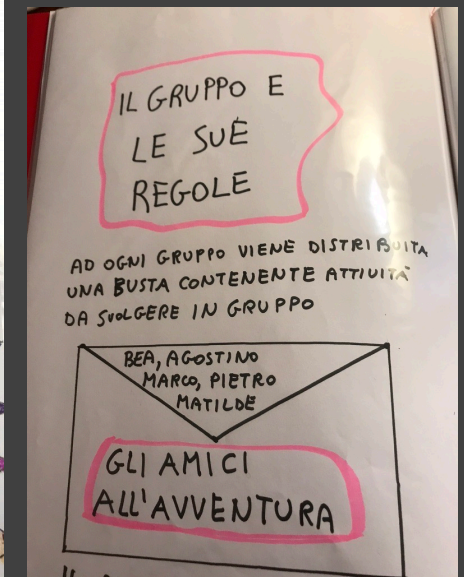 IL GRUPPO E
LE SUE
REGOLE
AD OGNI GRUPPO VIENE DISTRIBUITA
UNA BUSTA CONTENENTE ATTIVITÀ
DA SVOLGERE IN GRUPPO
BEA, AGOSTINO
MARCO, PIETRO
MATILDE
GLI AMICI
ALL'AVVENTURA